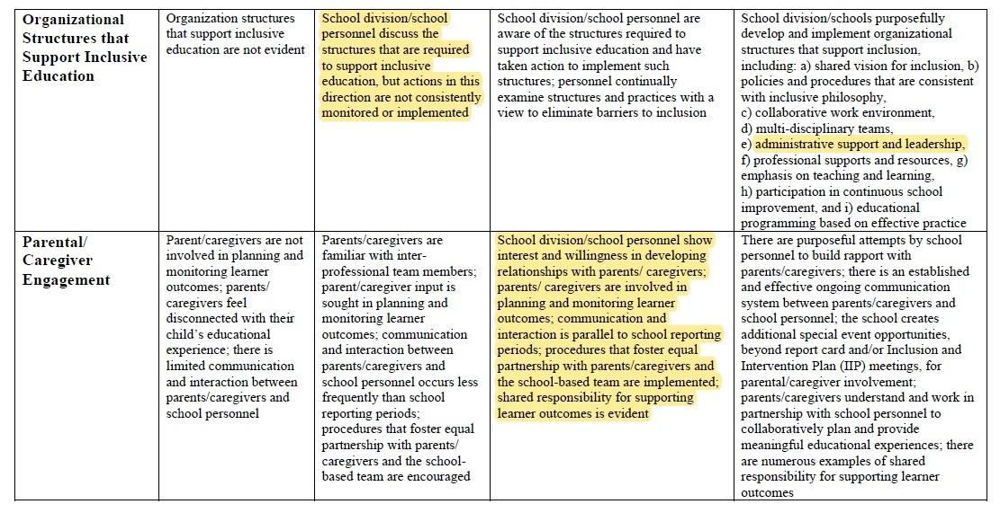 Organizational
Structures that
Support Inclusive
Education
Organization structures
that support inclusive
education are not evident
School division/school
personnel discuss the
structures that are required
to support inclusive
education, but actions in this
direction are not consistently
monitored or implemented
School division/school personnel are
aware of the structures required to
support inclusive education and have
taken action to implement such
structures; personnel continually
examine structures and practices with a
view to eliminate barriers to inclusion
School division/schools purposefully
develop and implement organizational
structures that support inclusion,
including: a) shared vision for inclusion, b)
policies and procedures that are consistent
with inclusive philosophy,
c) collaborative work environment,
d) multi-disciplinary teams,
e) administrative support and leadership,
f) professional supports and resources, g)
emphasis on teaching and learning,
h) participation in continuous school
improvement, and i) educational
programming based on effective practice
Parental/
Caregiver
Engagement
Parent/caregivers are not
involved in planning and
monitoring learner
outcomes; parents/
caregivers feel
disconnected with their
child's educational
experience; there is
limited communication
and interaction between
parents/caregivers and
school personnel
Parents/caregivers are
familiar with inter-
professional team members;
parent/caregiver input is
sought in planning and
monitoring learner
outcomes; communication
and interaction between
parents/caregivers and
school personnel occurs less
frequently than school
reporting periods;
procedures that foster equal
partnership with parents/
caregivers and the school-
based team are encouraged
School division/school personnel show
interest and willingness in developing
relationships with parents/ caregivers;
parents/ caregivers are involved in
planning and monitoring learner
outcomes; communication and
interaction is parallel to school reporting
periods; procedures that foster equal
partnership with parents/caregivers and
the school-based team are implemented;
shared responsibility for supporting
learner outcomes is evident
There are purposeful attempts by school
personnel to build rapport with
parents/caregivers; there is an established
and effective ongoing communication
system between parents/caregivers and
school personnel; the school creates
additional special event opportunities,
beyond report card and/or Inclusion and
Intervention Plan (IIP) meetings, for
parental/caregiver involvement;
parents/caregivers understand and work in
partnership with school personnel to
collaboratively plan and provide
meaningful educational experiences; there
are numerous examples of shared
responsibility for supporting learner
outcomes